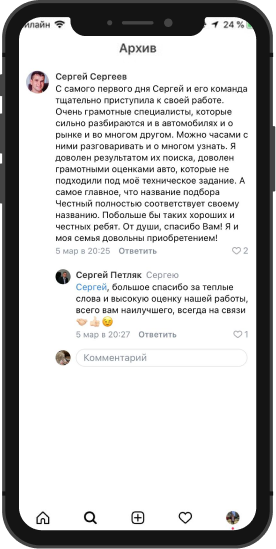 илайн 24 %
Архив
Сергей Сергеев
С самого первого дня Сергей и его команда
тщательно приступила к своей работе.
Очень грамотные специалисты, которые
сильно разбираются и в автомобилях и о
рынке и во многом другом. Можно часами с
ними разговаривать и о многом узнать. Я
доволен результатом их поиска, доволен
грамотными оценками авто, которые не
подходили под моё техническое задание. А
самое главное, что название подбора
Честный полностью соответствует своему
названию. Побольше бы таких хороших и
честных ребят. От души, спасибо Вам! Я и
моя семья довольны приобретением!
5 мар в 20:25 Ответить 2
Сергей Петляк Сергею
Сергей, большое спасибо за теплые
слова и высокую оценку нашей работы,
всего вам наилучшего, всегда на связи
🤝👍😉
5 мар в 20:27 Ответить 1
Комментарий